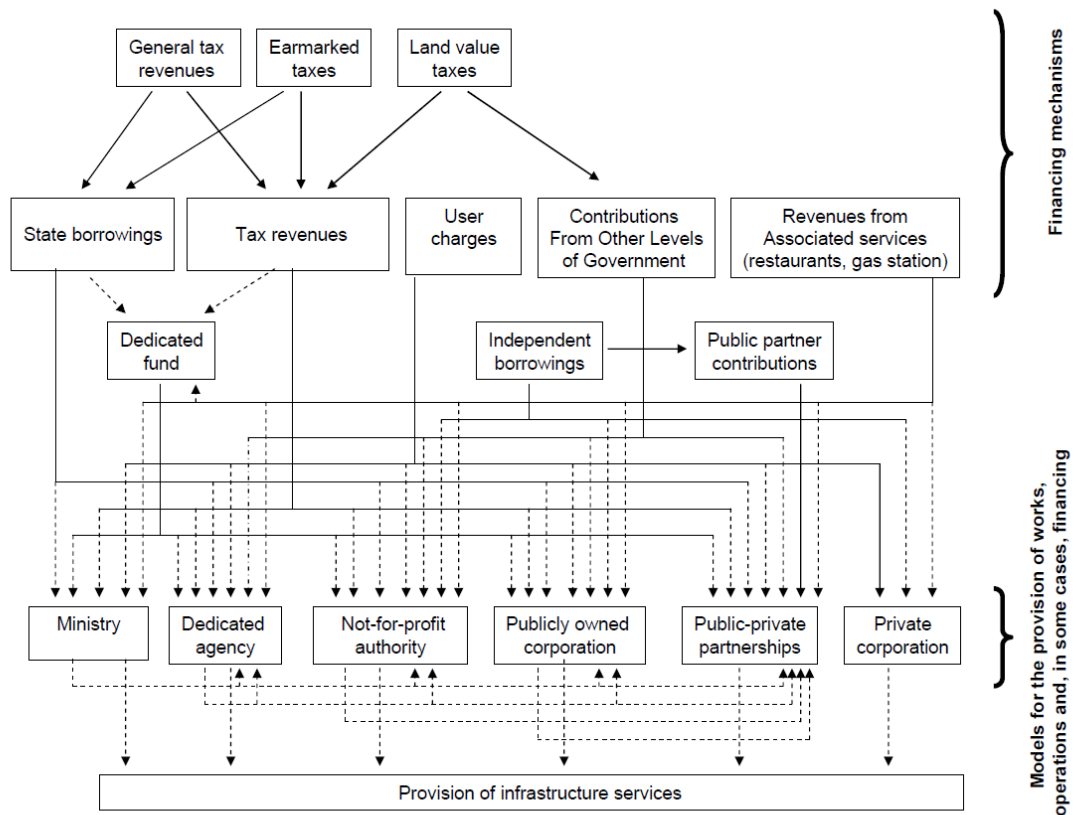 General tax
revenues
Earmarked
taxes
Land value
taxes
State borrowings
Tax revenues
User
charges
Contributions
From Other Levels
of Government
Revenues from
Associated services
(restaurants, gas station)
Dedicated
fund
Independent
borrowings
Public partner
contributions
Ministry
Dedicated
agency
Not-for-profit
authority
Publicly owned
corporation
Public-private
partnerships
Private
corporation
Provision of infrastructure services
Financing mechanisms
Models for the provision of works,
operations and, in some cases, financing